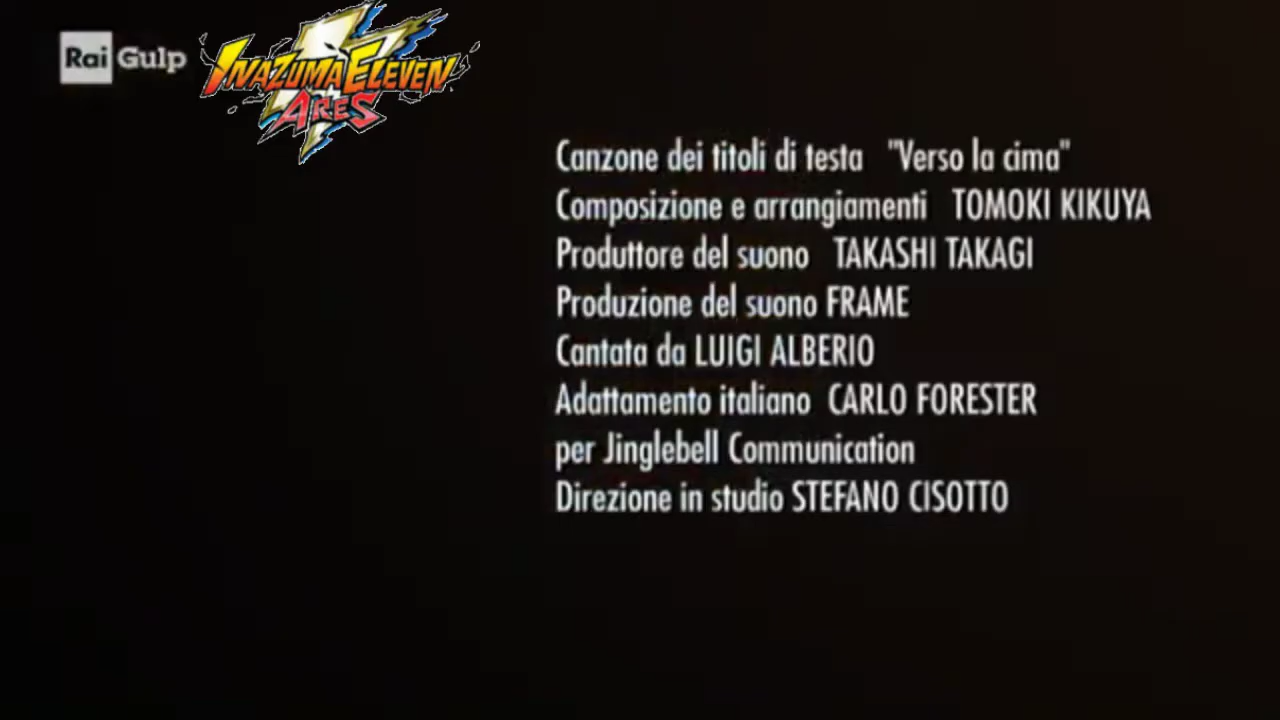 Rai Gulp
INAZUMA ELEVEN
ARES
Canzone dei titoli di testa "Verso la cima"
Composizione e arrangiamenti TOMOKI KIKUYA
Produttore del suono TAKASHI TAKAGI
Produzione del suono FRAME
Cantata da LUIGI ALBERIO
Adattamento italiano CARLO FORESTER
per Jinglebell Communication
Direzione in studio STEFANO CISOTTO